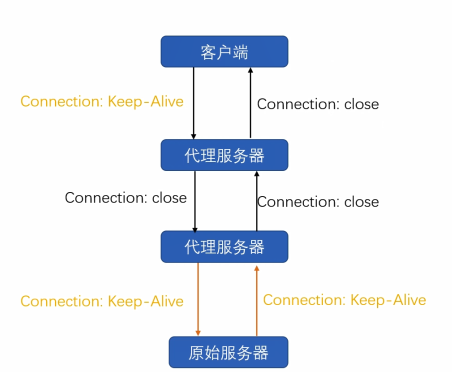 客户端
Connection: Keep-Alive
Connection: close
代理服务器
Connection: close
Connection: close
代理服务器
Connection: Keep-Alive
Connection: Keep-Alive
原始服务器